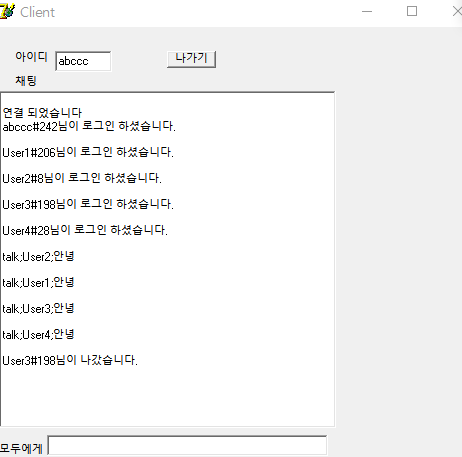 Client
아이디 abccc 나가기
채팅
연결 되었습니다
abccc#242님이 로그인 하셨습니다.
User1#206님이 로그인 하셨습니다.
User2#8님이 로그인 하셨습니다.
User3#198님이 로그인 하셨습니다.
User4#28님이 로그인 하셨습니다.
talk;User2;안녕
talk;User1;안녕
talk;User3;안녕
talk;User4;안녕
User3#198님이 나갔습니다.
모두에게